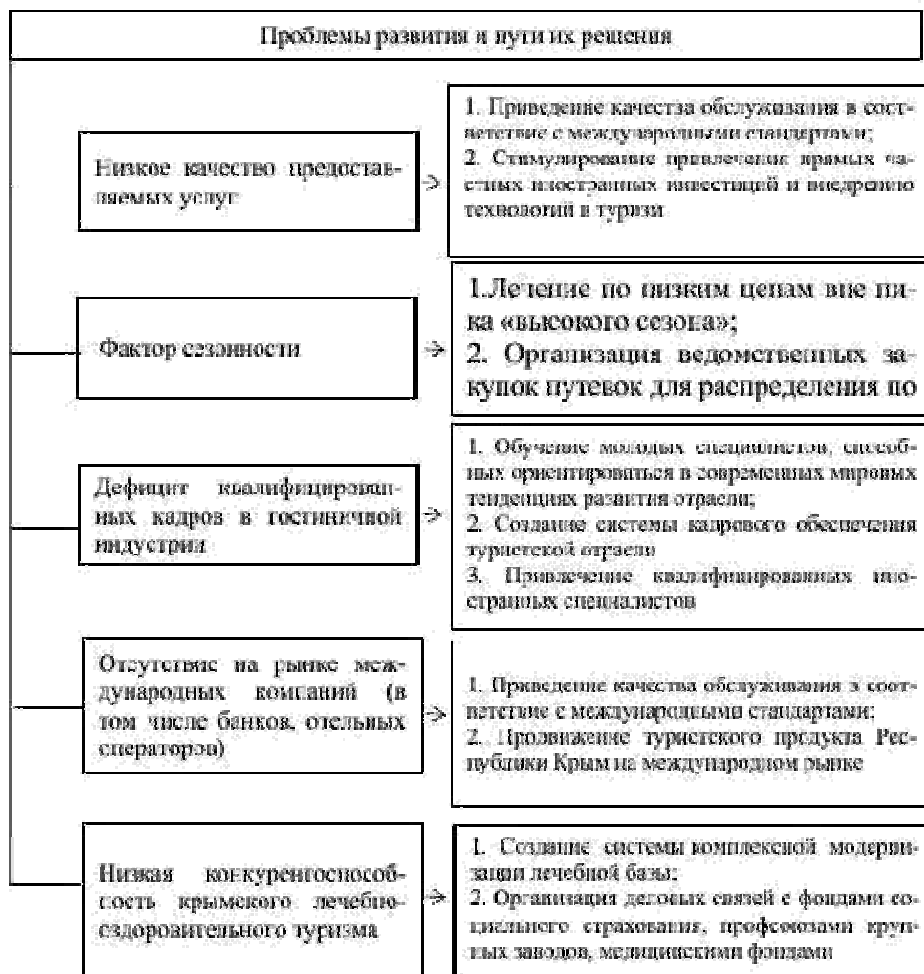 Проблемы развития и пути их решения
Низкое качество предостав-
ляемых услуг
1. Приведение качества обслуживания в соот-
ветствие с международными стандартами;
2. Стимулирование привлечения прямых ча-
стных иностранных инвестиций и внедрению
технологий в туризм
Фактор сезонности
1.Лечение по низким ценам вне пи-
ка «высокого сезона»;
2. Организация ведомственных за-
купок путевок для распределения по
Дефицит квалифицирован-
ных кадров в гостиничной
индустрии
1. Обучение молодых специалистов, способ-
ных ориентироваться в современных мировых
тенденциях развития отрасли;
2. Создание системы кадрового обеспечения
туристской отрасли
3. Привлечение квалифицированных ино-
странных специалистов
Отсутствие на рынке меж-
дународных компаний (в
том числе банков, отельных
операторов)
1. Приведение качества обслуживания в соот-
ветствие с международными стандартами;
2. Продвижение туристского продукта Рес-
публики Крым на международном рынке
Низкая конкурентоспособ-
ность крымского лечебно-
оздоровительного туризма
1. Создание системы комплексной модерни-
зации лечебной базы;
2. Организация деловых связей с фондами со-
циального страхования, профсоюзами круп-
ных заводов, медицинскими фондами